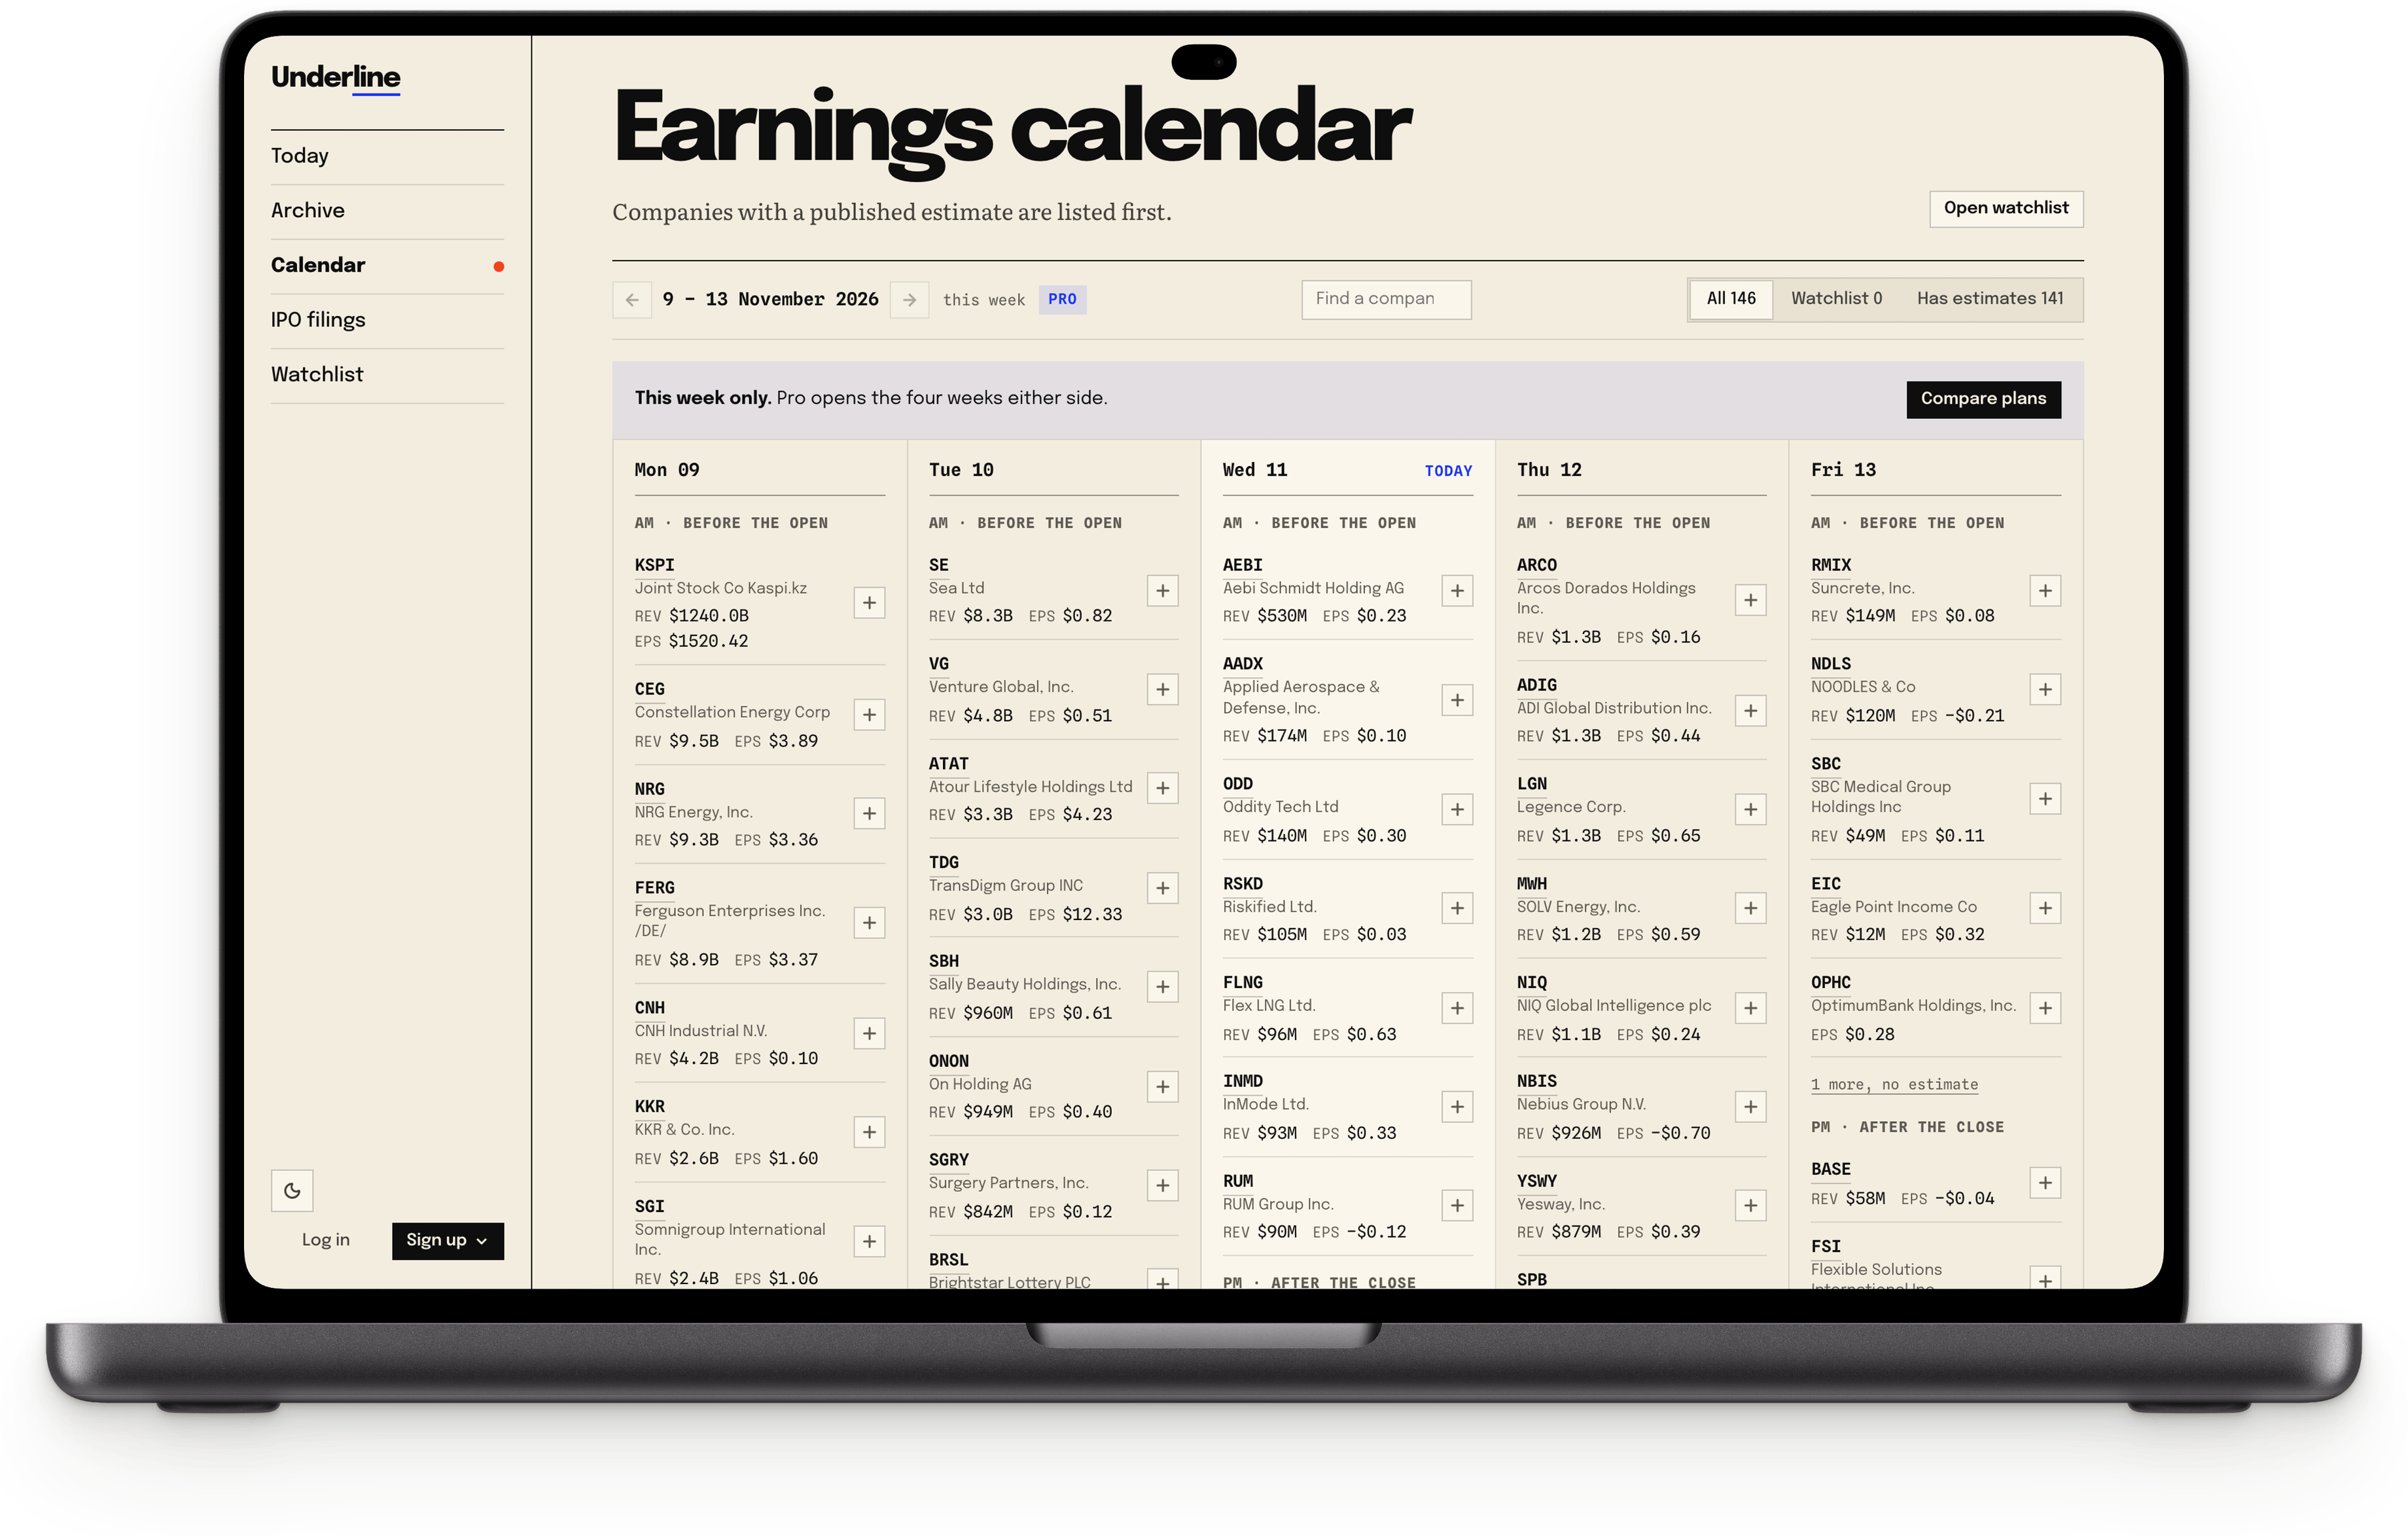 Underline
Today
Archive
Calendar
IPO filings
Watchlist
Log in
Sign up
Earnings calendar
Companies with a published estimate are listed first.
Open watchlist
9 – 13 November 2026
this week
PRO
Find a compan
All 146
Watchlist 0
Has estimates 141
This week only. Pro opens the four weeks either side.
Compare plans
Mon 09
AM · BEFORE THE OPEN
KSPI
Joint Stock Co Kaspi.kz
REV $1240.0B
EPS $1520.42
CEG
Constellation Energy Corp
REV $9.5B EPS $3.89
NRG
NRG Energy, Inc.
REV $9.3B EPS $3.36
FERG
Ferguson Enterprises Inc.
/DE/
REV $8.9B EPS $3.37
CNH
CNH Industrial N.V.
REV $4.2B EPS $0.10
KKR
KKR & Co. Inc.
REV $2.6B EPS $1.60
SGI
Somnigroup International
Inc.
REV $2.4B EPS $1.06
Tue 10
AM · BEFORE THE OPEN
SE
Sea Ltd
REV $8.3B EPS $0.82
VG
Venture Global, Inc.
REV $4.8B EPS $0.51
ATAT
Atour Lifestyle Holdings Ltd
REV $3.3B EPS $4.23
TDG
TransDigm Group INC
REV $3.0B EPS $12.33
SBH
Sally Beauty Holdings, Inc.
REV $960M EPS $0.61
ONON
On Holding AG
REV $949M EPS $0.40
SGRY
Surgery Partners, Inc.
REV $842M EPS $0.12
BRSL
Brightstar Lottery PLC
Wed 11
TODAY
AM · BEFORE THE OPEN
AEBI
Aebi Schmidt Holding AG
REV $530M EPS $0.23
AADX
Applied Aerospace &
Defense, Inc.
REV $174M EPS $0.10
ODD
Oddity Tech Ltd
REV $140M EPS $0.30
RSKD
Riskified Ltd.
REV $105M EPS $0.03
FLNG
Flex LNG Ltd.
REV $96M EPS $0.63
INMD
InMode Ltd.
REV $93M EPS $0.33
RUM
RUM Group Inc.
REV $90M EPS −$0.12
PM · AFTER THE CLOSE
Thu 12
AM · BEFORE THE OPEN
ARCO
Arcos Dorados Holdings
Inc.
REV $1.3B EPS $0.16
ADIG
ADI Global Distribution Inc.
REV $1.3B EPS $0.44
LGN
Legence Corp.
REV $1.3B EPS $0.65
MWH
SOLV Energy, Inc.
REV $1.2B EPS $0.59
NIQ
NIQ Global Intelligence plc
REV $1.1B EPS $0.24
NBIS
Nebius Group N.V.
REV $926M EPS −$0.70
YSWY
Yesway, Inc.
REV $879M EPS $0.39
SPB
Fri 13
AM · BEFORE THE OPEN
RMIX
Suncrete, Inc.
REV $149M EPS $0.08
NDLS
NOODLES & Co
REV $120M EPS −$0.21
SBC
SBC Medical Group
Holdings Inc
REV $49M EPS $0.11
EIC
Eagle Point Income Co
REV $12M EPS $0.32
OPHC
OptimumBank Holdings, Inc.
EPS $0.28
1 more, no estimate
PM · AFTER THE CLOSE
BASE
REV $58M EPS −$0.04
FSI
Flexible Solutions
International Inc